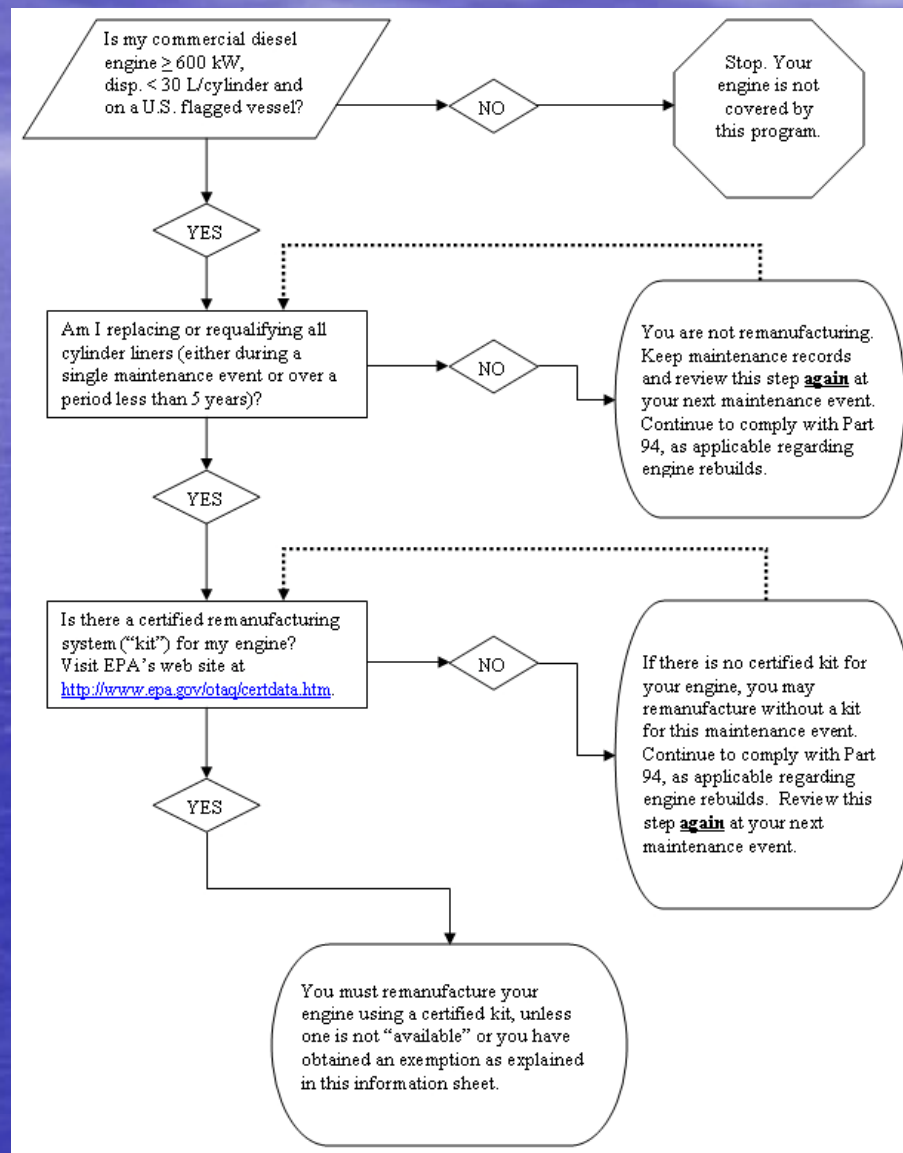 Is my commercial diesel
engine ≥ 600 kW,
disp. < 30 L/cylinder and
on a U.S. flagged vessel?
NO
Stop. Your
engine is not
covered by
this program.
YES
Am I replacing or requalifying all
cylinder liners (either during a
single maintenance event or over a
period less than 5 years)?
NO
You are not remanufacturing.
Keep maintenance records
and review this step again at
your next maintenance event.
Continue to comply with Part
94, as applicable regarding
engine rebuilds.
YES
Is there a certified remanufacturing
system (“kit”) for my engine?
Visit EPA’s web site at
http://www.epa.gov/otaq/certdata.htm.
NO
If there is no certified kit for
your engine, you may
remanufacture without a kit
for this maintenance event.
Continue to comply with Part
94, as applicable regarding
engine rebuilds. Review this
step again at your next
maintenance event.
YES
You must remanufacture your
engine using a certified kit, unless
one is not “available” or you have
obtained an exemption as explained
in this information sheet.